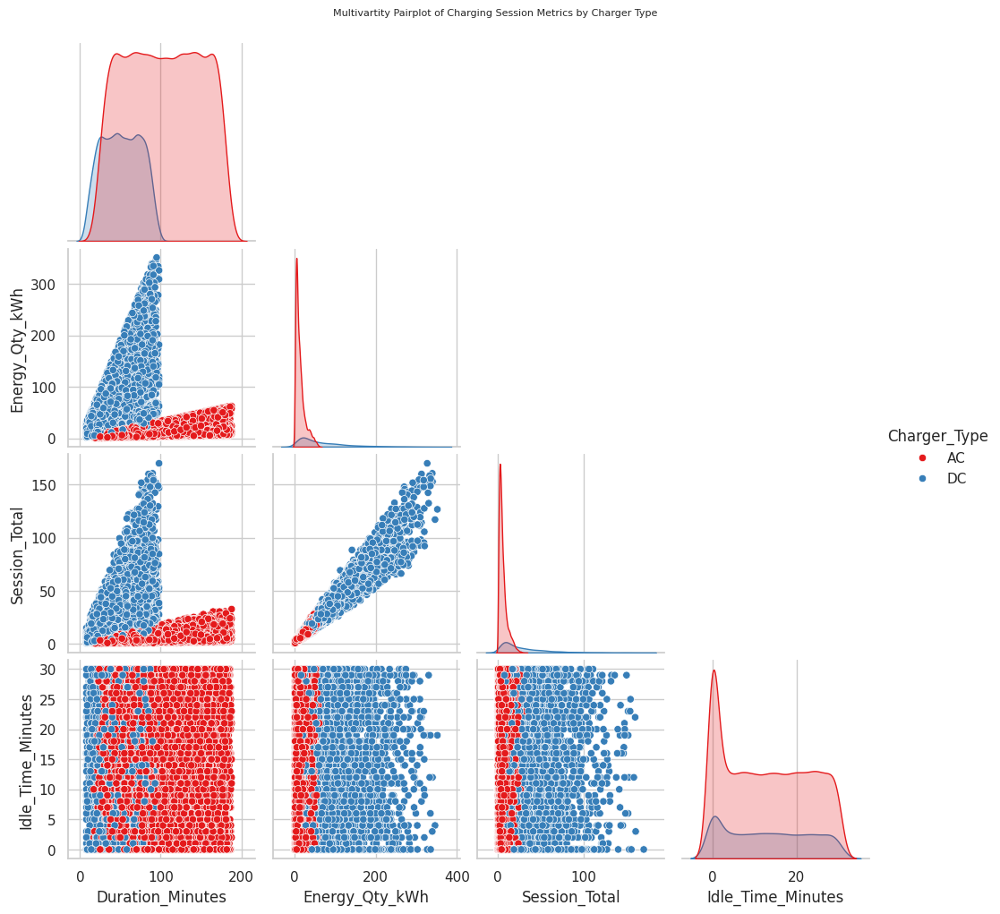 Multivartity Pairplot of Charging Session Metrics by Charger Type
Energy_Qty_kWh
300
200
100
0
Session_Total
150
100
50
0
Idle_Time_Minutes
30
25
20
15
10
5
0
0 100 200
Duration_Minutes
0 200 400
Energy_Qty_kWh
0 100
Session_Total
0 20
Idle_Time_Minutes
Charger_Type
AC
DC